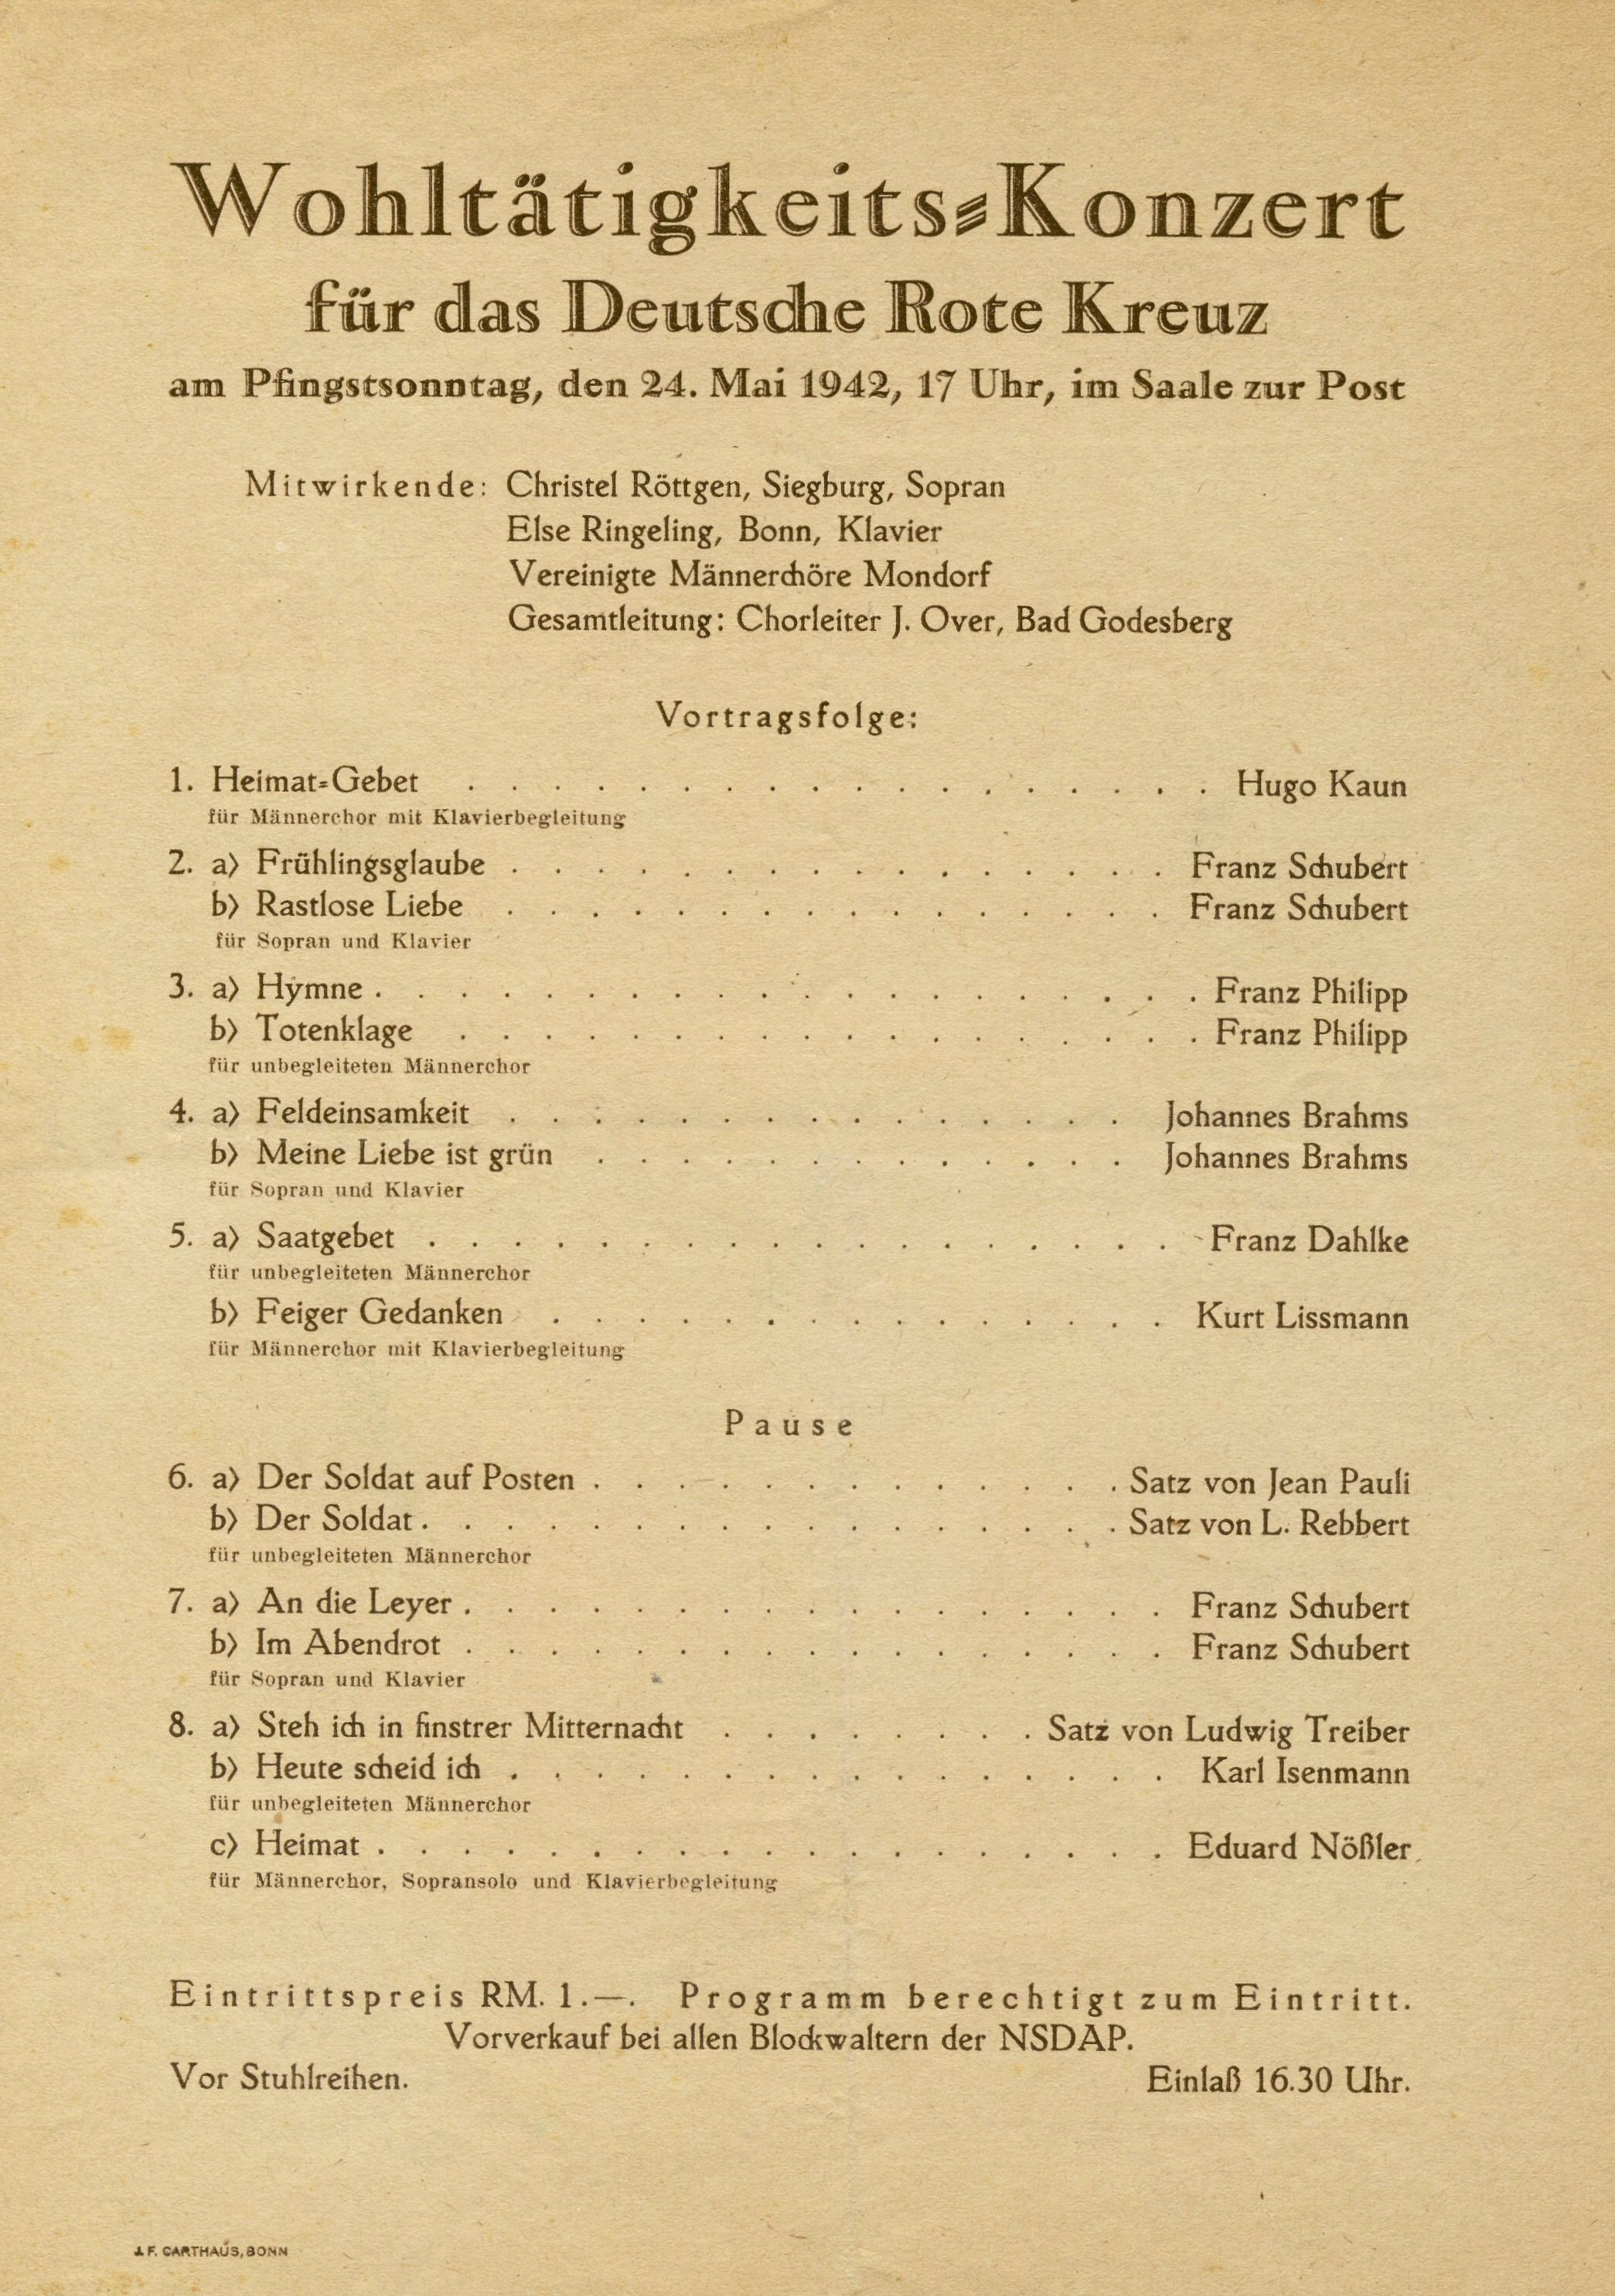 Wohltätigkeits-Konzert
für das Deutsche Rote Kreuz
am Pfingstsonntag, den 24. Mai 1942, 17 Uhr, im Saale zur Post
Mitwirkende: Christel Röttgen, Siegburg, Sopran
Else Ringeling, Bonn, Klavier
Vereinigte Männerchöre Mondorf
Gesamtleitung: Chorleiter J. Over, Bad Godesberg
Vortragsfolge:
1. Heimat-Gebet . . . . . . . . . . . . . . . . . . Hugo Kaun
für Männerchor mit Klavierbegleitung
2. a) Frühlingsglaube . . . . . . . . . . . . . . . . Franz Schubert
b) Rastlose Liebe . . . . . . . . . . . . . . . . Franz Schubert
für Sopran und Klavier
3. a) Hymne . . . . . . . . . . . . . . . . . . . . Franz Philipp
b) Totenklage . . . . . . . . . . . . . . . . . . Franz Philipp
für unbegleiteten Männerchor
4. a) Feldeinsamkeit . . . . . . . . . . . . . . . Johannes Brahms
b) Meine Liebe ist grün . . . . . . . . . . . . . Johannes Brahms
für Sopran und Klavier
5. a) Saatgebet . . . . . . . . . . . . . . . . . . Franz Dahlke
für unbegleiteten Männerchor
b) Feiger Gedanken . . . . . . . . . . . . . . . Kurt Lissmann
für Männerchor mit Klavierbegleitung
Pause
6. a) Der Soldat auf Posten . . . . . . . . . . . . . Satz von Jean Pauli
b) Der Soldat . . . . . . . . . . . . . . . . . Satz von L. Rebbert
für unbegleiteten Männerchor
7. a) An die Leyer . . . . . . . . . . . . . . . . . Franz Schubert
b) Im Abendrot . . . . . . . . . . . . . . . . . Franz Schubert
für Sopran und Klavier
8. a) Steh ich in finstrer Mitternacht . . . . . . . . Satz von Ludwig Treiber
b) Heute scheid ich . . . . . . . . . . . . . . . . Karl Isenmann
für unbegleiteten Männerchor
c) Heimat . . . . . . . . . . . . . . . . . . . Eduard Nößler
für Männerchor, Sopransolo und Klavierbegleitung
Eintrittspreis RM. 1.—. Programm berechtigt zum Eintritt.
Vorverkauf bei allen Blockwaltern der NSDAP.
Vor Stuhlreihen. Einlaß 16.30 Uhr.
J. F. CARTHAUS, BONN